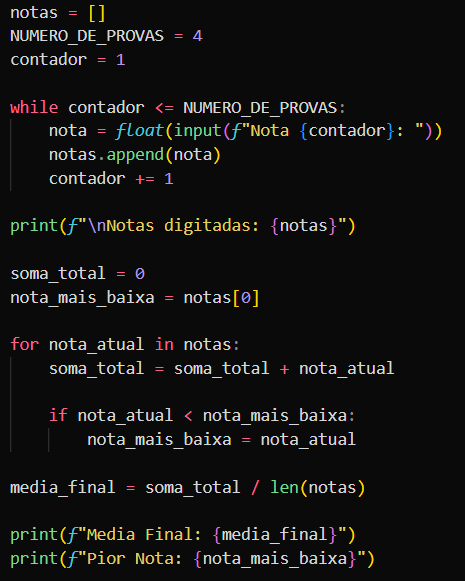 notas = []
NUMERO_DE_PROVAS = 4
contador = 1

while contador <= NUMERO_DE_PROVAS:
    nota = float(input(f"Nota {contador}: "))
    notas.append(nota)
    contador += 1

print(f"\nNotas digitadas: {notas}")

soma_total = 0
nota_mais_baixa = notas[0]

for nota_atual in notas:
    soma_total = soma_total + nota_atual

    if nota_atual < nota_mais_baixa:
        nota_mais_baixa = nota_atual

media_final = soma_total / len(notas)

print(f"Media Final: {media_final}")
print(f"Pior Nota: {nota_mais_baixa}")